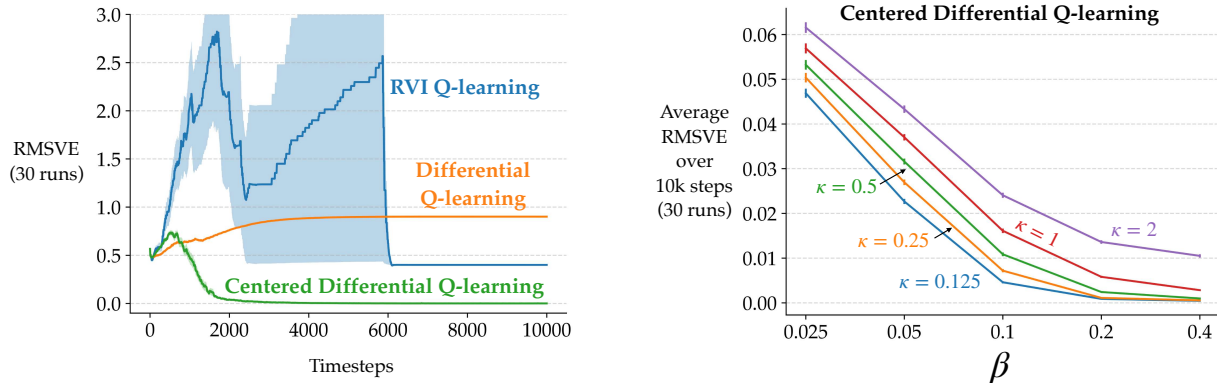 3.0
2.5
2.0
1.5
1.0
0.5
0.0
RMSVE
(30 runs)
RVI Q-learning
Differential
Q-learning
Centered Differential Q-learning
0 2000 4000 6000 8000 10000
Timesteps
Centered Differential Q-learning
0.06
0.05
0.04
0.03
0.02
0.01
0.00
Average
RMSVE
over
10k steps
(30 runs)
κ = 0.5
κ = 0.25
κ = 0.125
κ = 1
κ = 2
0.025 0.05 0.1 0.2 0.4
β